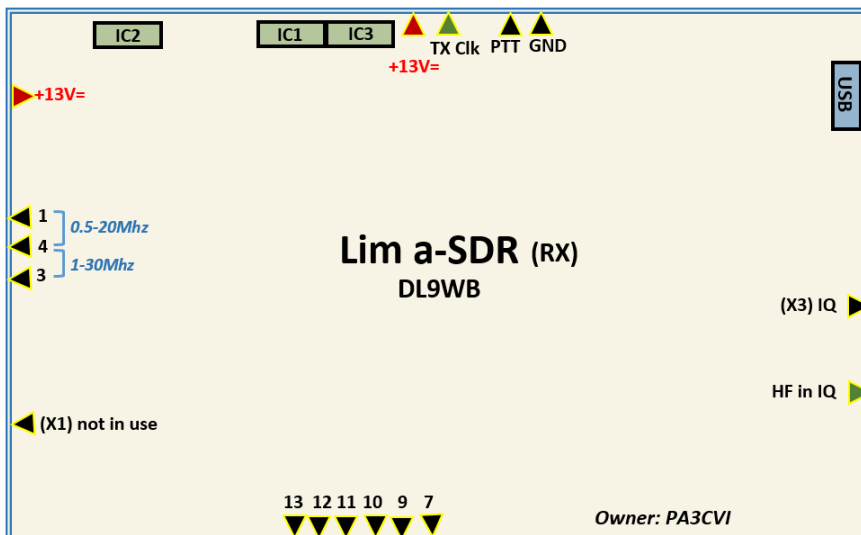 IC2
IC1
IC3
TX Clk
PTT
GND
+13V=
+13V=
USB
1
0.5-20Mhz
4
1-30Mhz
3
Lim a-SDR (RX)
DL9WB
(X3) IQ
HF in IQ
(X1) not in use
13 12 11 10 9 7
Owner: PA3CVI